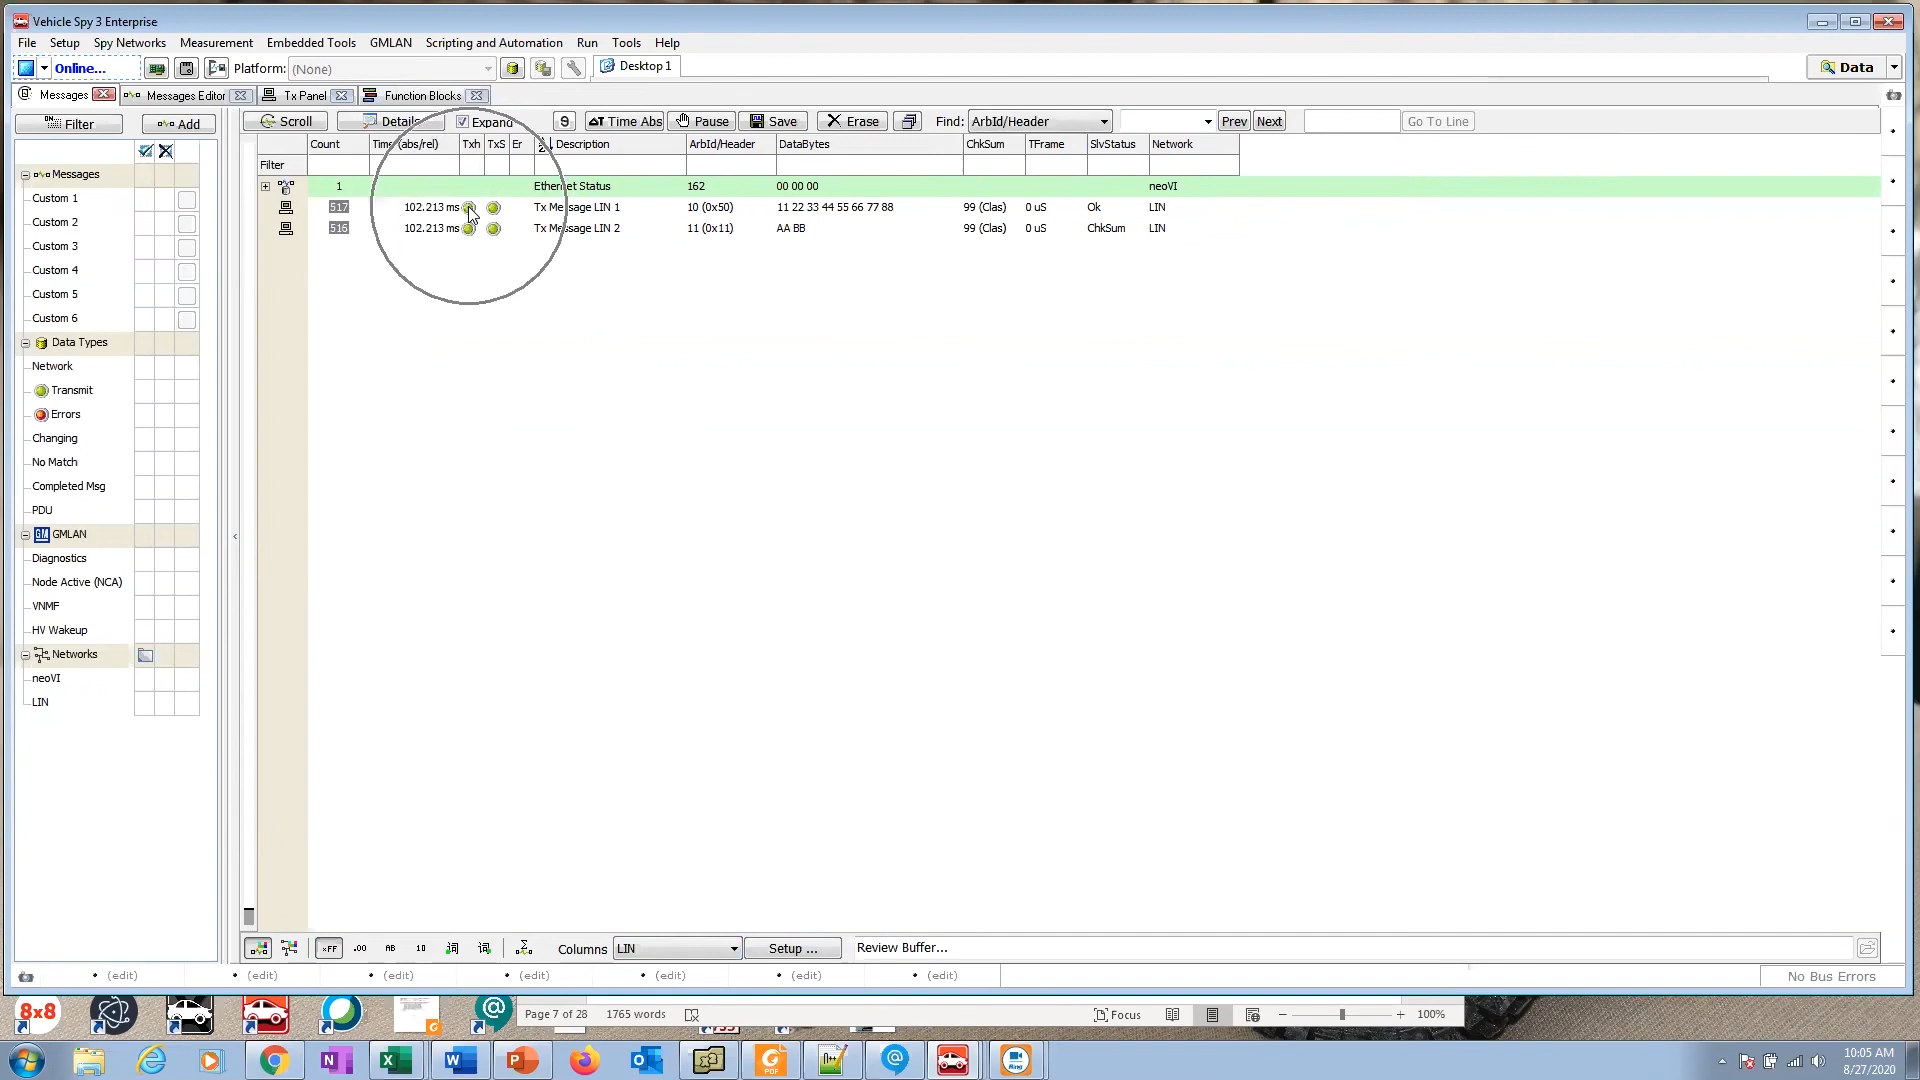 Vehicle Spy 3 Enterprise
File Setup Spy Networks Measurement Embedded Tools GMLAN Scripting and Automation Run Tools Help
Online... Platform: (None) Desktop 1 Data
Messages Messages Editor Tx Panel Function Blocks
Filter Add Scroll Details Expand 9 ΔT Time Abs Pause Save Erase Find: ArbId/Header Prev Next Go To Line
Count Time (abs/rel) Txh TxS Er Description ArbId/Header DataBytes ChkSum TFrame SlvStatus Network
Filter
1 Ethernet Status 162 00 00 00 neoVI
517 102.213 ms Tx Message LIN 1 10 (0x50) 11 22 33 44 55 66 77 88 99 (Clas) 0 uS Ok LIN
516 102.213 ms Tx Message LIN 2 11 (0x11) AA BB 99 (Clas) 0 uS ChkSum LIN
Messages
Custom 1
Custom 2
Custom 3
Custom 4
Custom 5
Custom 6
Data Types
Network
Transmit
Errors
Changing
No Match
Completed Msg
PDU
GM GMLAN
Diagnostics
Node Active (NCA)
VNMF
HV Wakeup
Networks
neoVI
LIN
xFF .00 AB 10 Columns LIN Setup ... Review Buffer...
(edit) (edit) (edit) (edit) (edit) (edit) (edit) No Bus Errors
8x8 Page 7 of 28 1765 words Focus 100%
10:05 AM
8/27/2020